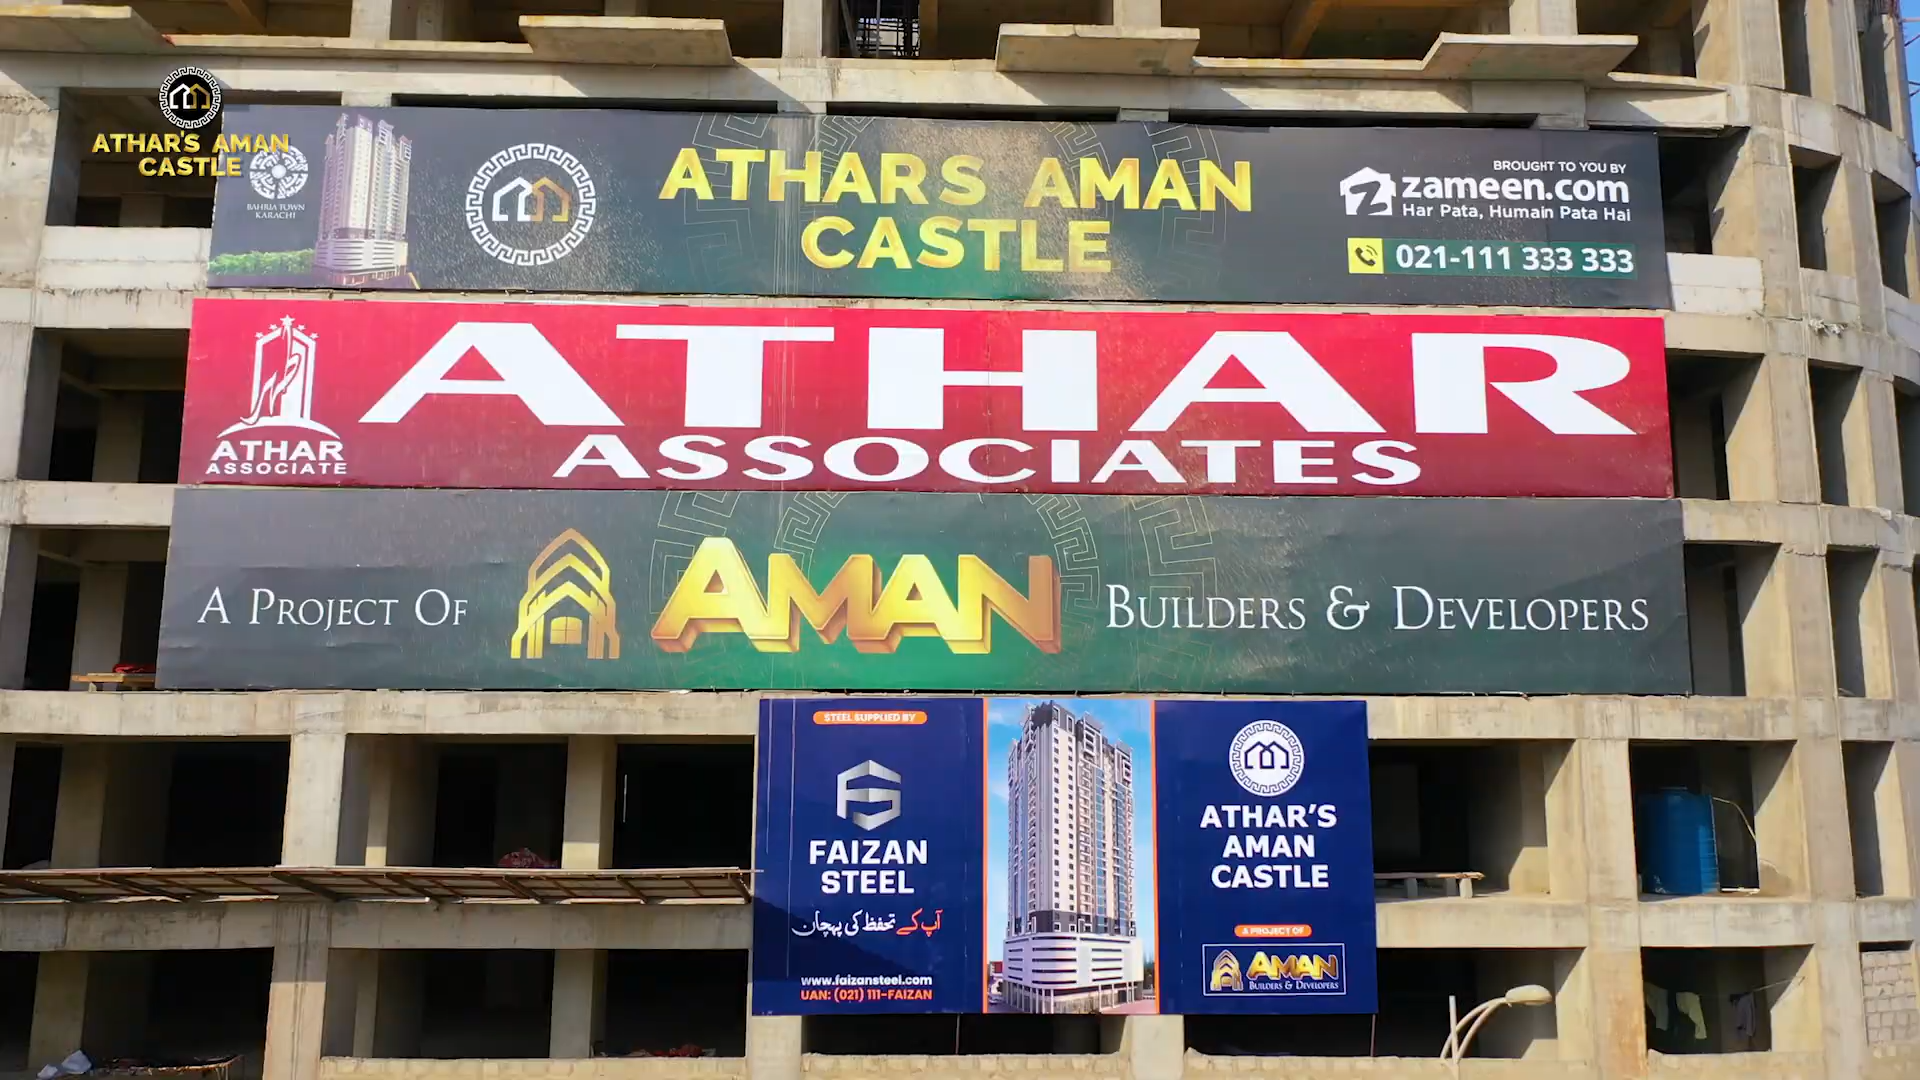 ATHAR'S AMAN
CASTLE
BAHRIA TOWN
KARACHI
ATHAR'S AMAN
CASTLE
BROUGHT TO YOU BY
zameen.com
Har Pata, Humain Pata Hai
021-111 333 333
ATHAR
ASSOCIATE
ATHAR
ASSOCIATES
A PROJECT OF
AMAN
BUILDERS & DEVELOPERS
STEEL SUPPLIED BY
FAIZAN
STEEL
آپ کے تحفظ کی پہچان
www.faizansteel.com
UAN: (021) 111-FAIZAN
ATHAR'S
AMAN
CASTLE
A PROJECT OF
AMAN
BUILDERS & DEVELOPERS